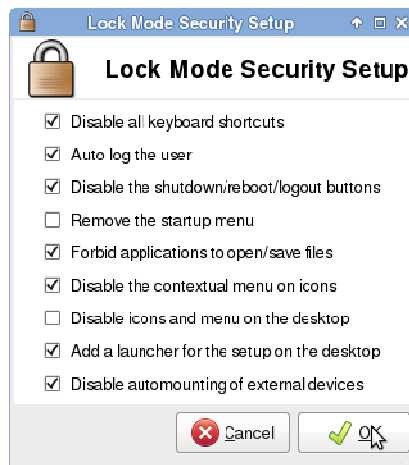 Lock Mode Security Setup
Lock Mode Security Setup
Disable all keyboard shortcuts
Auto log the user
Disable the shutdown/reboot/logout buttons
Remove the startup menu
Forbid applications to open/save files
Disable the contextual menu on icons
Disable icons and menu on the desktop
Add a launcher for the setup on the desktop
Disable automounting of external devices
Cancel
OK